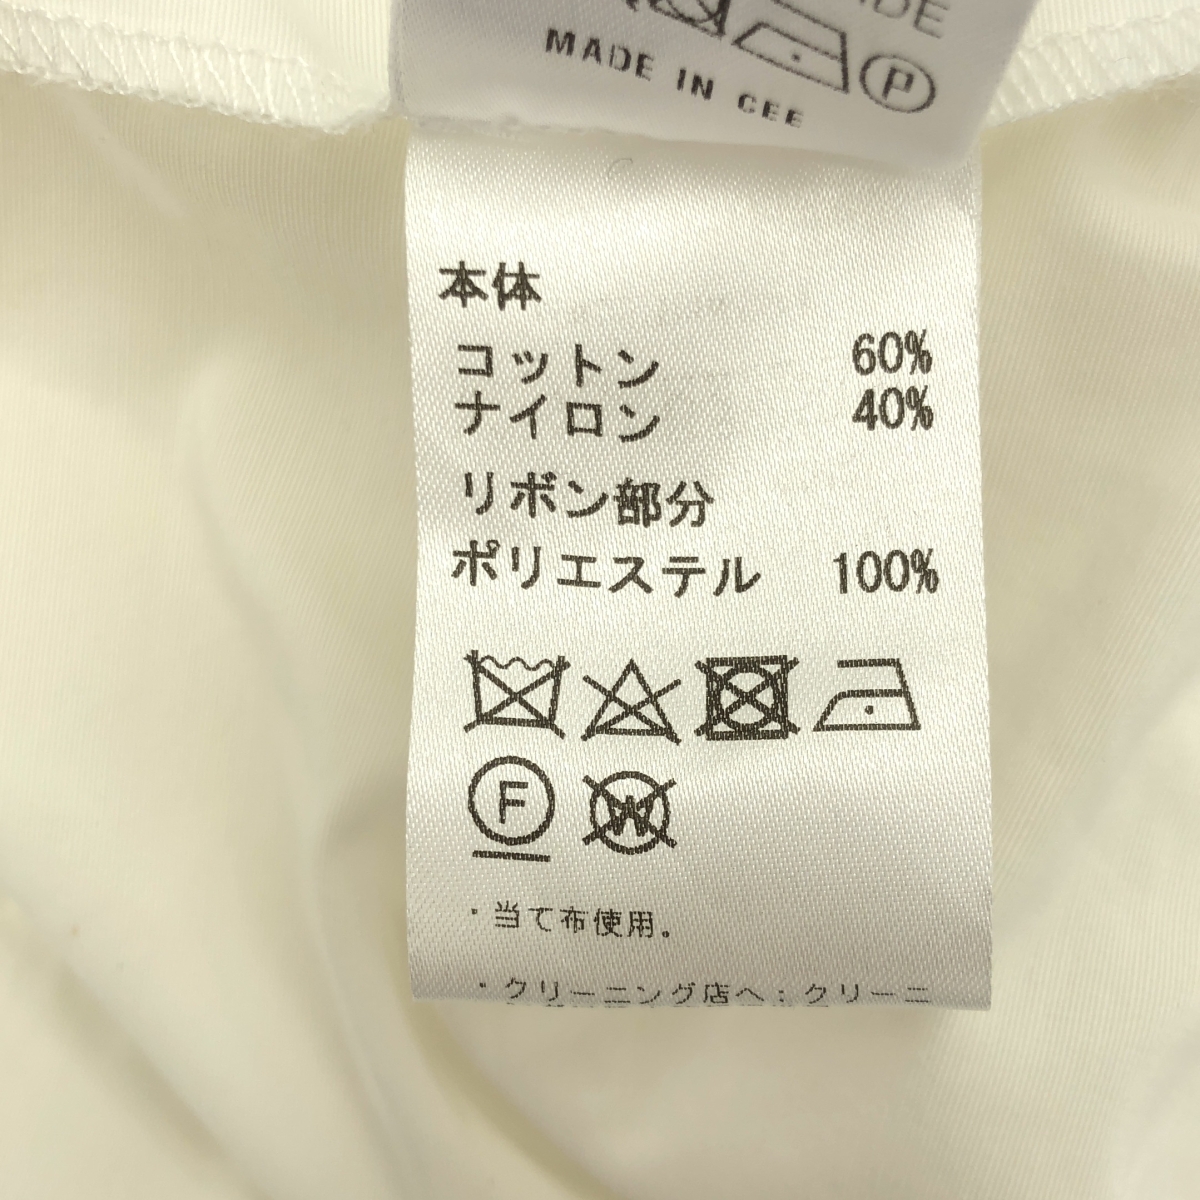 MADE IN CEE
P
本体
コットン 60%
ナイロン 40%
リボン部分
ポリエステル 100%
F W
・当て布使用。
・クリーニング店へ：クリーニ